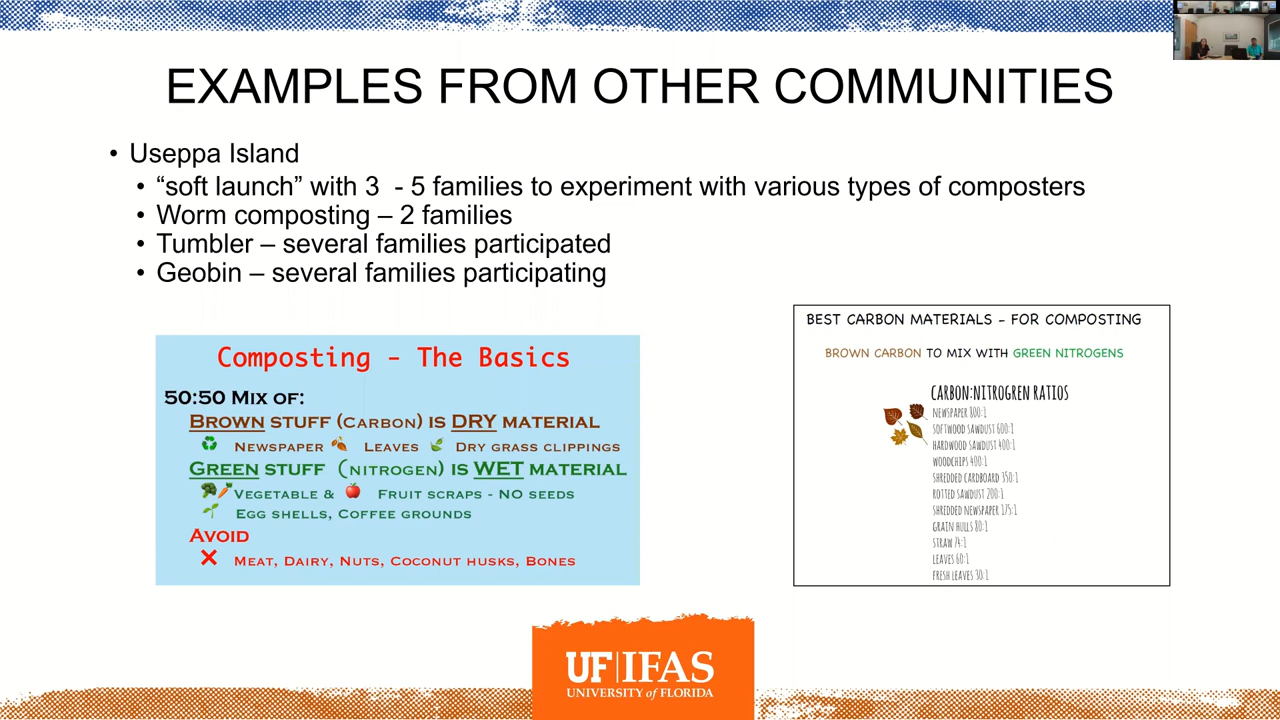 EXAMPLES FROM OTHER COMMUNITIES
• Useppa Island
• “soft launch” with 3 - 5 families to experiment with various types of composters
• Worm composting – 2 families
• Tumbler – several families participated
• Geobin – several families participating
Composting - The Basics
50:50 Mix of:
Brown stuff (carbon) is DRY material
Newspaper Leaves Dry grass clippings
Green stuff (nitrogen) is WET material
Vegetable & Fruit scraps - NO seeds
Egg shells, Coffee grounds
Avoid
Meat, Dairy, Nuts, Coconut husks, Bones
BEST CARBON MATERIALS - FOR COMPOSTING
BROWN CARBON TO MIX WITH GREEN NITROGENS
CARBON:NITROGREN RATIOS
NEWSPAPER 800:1
SOFTWOOD SAWDUST 600:1
HARDWOOD SAWDUST 400:1
WOODCHIPS 400:1
SHREDDED CARDBOARD 350:1
ROTTED SAWDUST 200:1
SHREDDED NEWSPAPER 175:1
GRAIN HULLS 80:1
STRAW 74:1
LEAVES 60:1
FRESH LEAVES 30:1
UF|IFAS
UNIVERSITY of FLORIDA